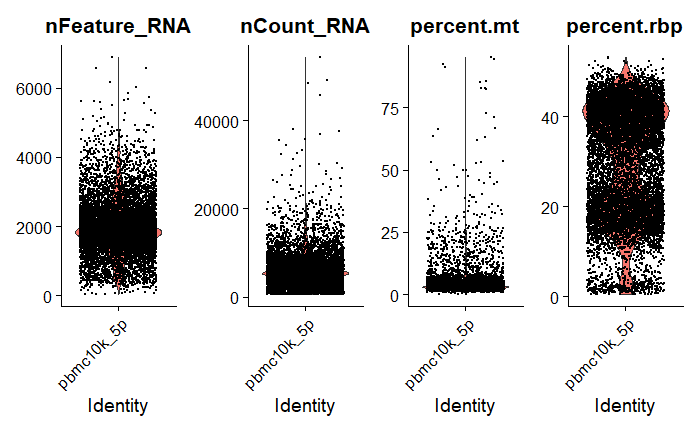 nFeature_RNA
6000
4000
2000
0
pbmc10k_5p
Identity
nCount_RNA
40000
20000
0
pbmc10k_5p
Identity
percent.mt
75
50
25
0
pbmc10k_5p
Identity
percent.rbp
40
20
0
pbmc10k_5p
Identity